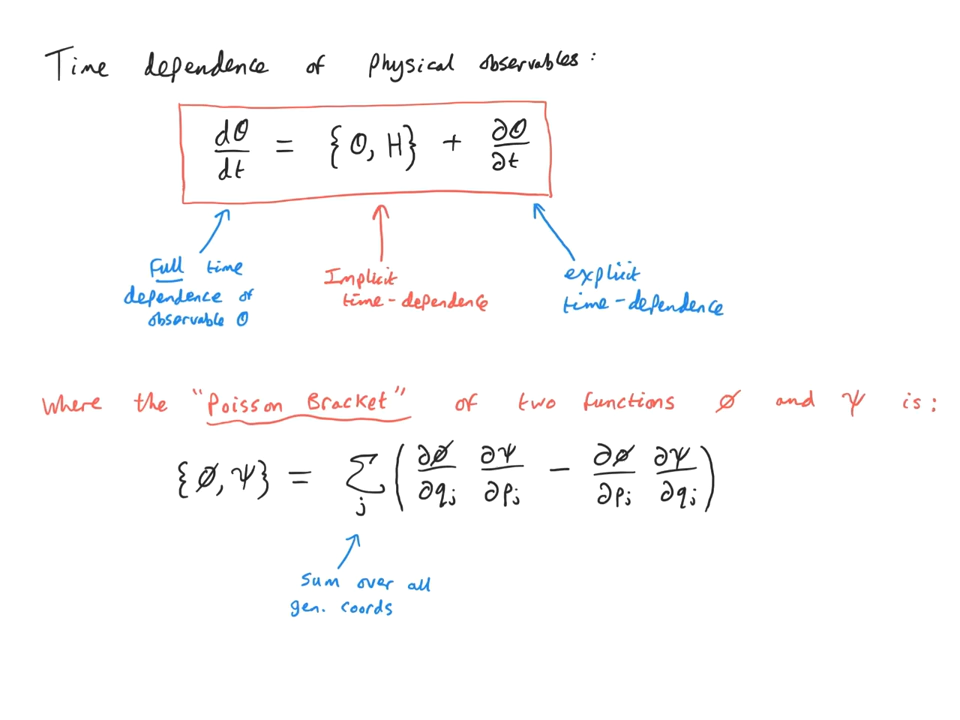 Time dependence of physical observables:
dO/dt = {O, H} + ∂O/∂t
Full time
dependence of
observable O
Implicit
time-dependence
explicit
time-dependence
Where the "Poisson Bracket" of two functions ϕ and ψ is:
{ϕ, ψ} = ∑_j (∂ϕ/∂q_j ∂ψ/∂p_j − ∂ϕ/∂p_j ∂ψ/∂q_j)
Sum over all
gen. coords